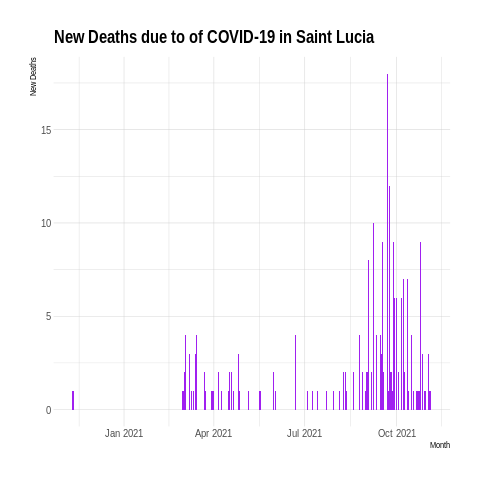 New Deaths due to of COVID-19 in Saint Lucia
New Deaths
15
10
5
0
Jan 2021
Apr 2021
Jul 2021
Oct 2021
Month